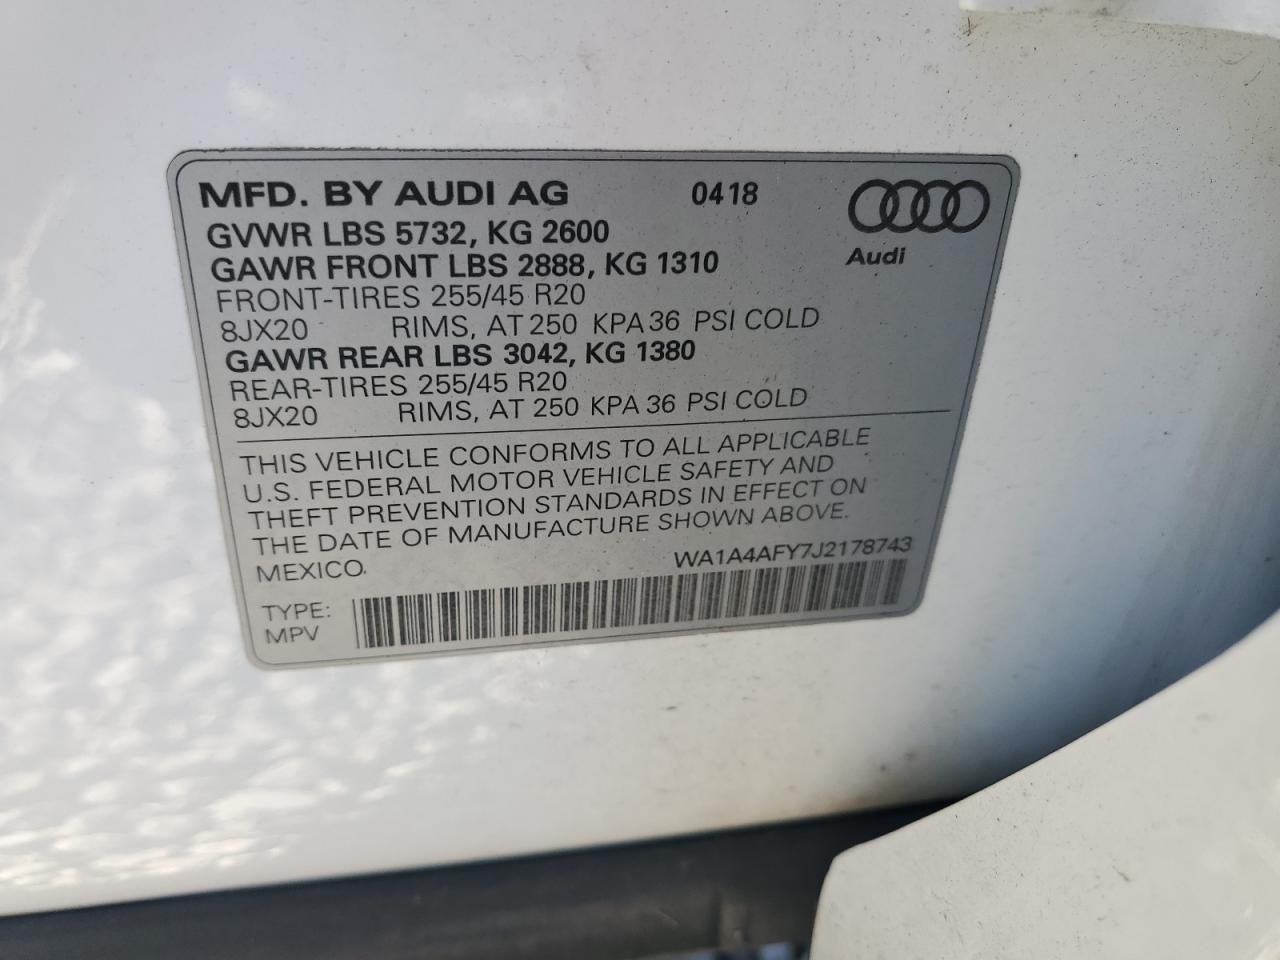 MFD. BY AUDI AG 0418
GVWR LBS 5732, KG 2600
GAWR FRONT LBS 2888, KG 1310
Audi
FRONT-TIRES 255/45 R20
8JX20 RIMS, AT 250 KPA 36 PSI COLD
GAWR REAR LBS 3042, KG 1380
REAR-TIRES 255/45 R20
8JX20 RIMS, AT 250 KPA 36 PSI COLD
THIS VEHICLE CONFORMS TO ALL APPLICABLE
U.S. FEDERAL MOTOR VEHICLE SAFETY AND
THEFT PREVENTION STANDARDS IN EFFECT ON
THE DATE OF MANUFACTURE SHOWN ABOVE.
MEXICO. WA1A4AFY7J2178743
TYPE:
MPV